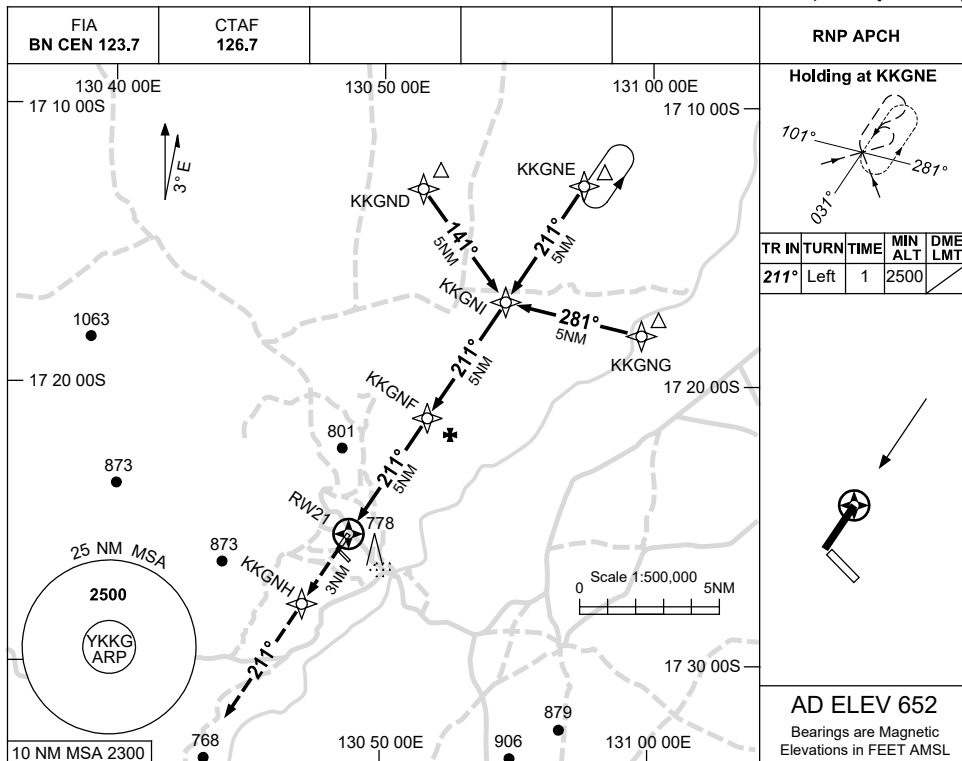 FIA
BN CEN 123.7
CTAF
126.7
RNP APCH
130 40 00E
130 50 00E
131 00 00E
17 10 00S
17 10 00S
3° E
KKGND
KKGNE
141°
5NM
211°
5NM
KKGNI
281°
5NM
KKGNG
1063
17 20 00S
17 20 00S
211°
5NM
KKGNF
801
873
211°
5NM
RW21
778
873
KKGNH
3NM
25 NM MSA
2500
YKKG
ARP
Scale 1:500,000
0
5NM
211°
17 30 00S
879
768
906
130 50 00E
131 00 00E
10 NM MSA 2300
Holding at KKGNE
101°
281°
031°
TR IN TURN TIME MIN ALT DME LMT
211° Left 1 2500
AD ELEV 652
Bearings are Magnetic
Elevations in FEET AMSL